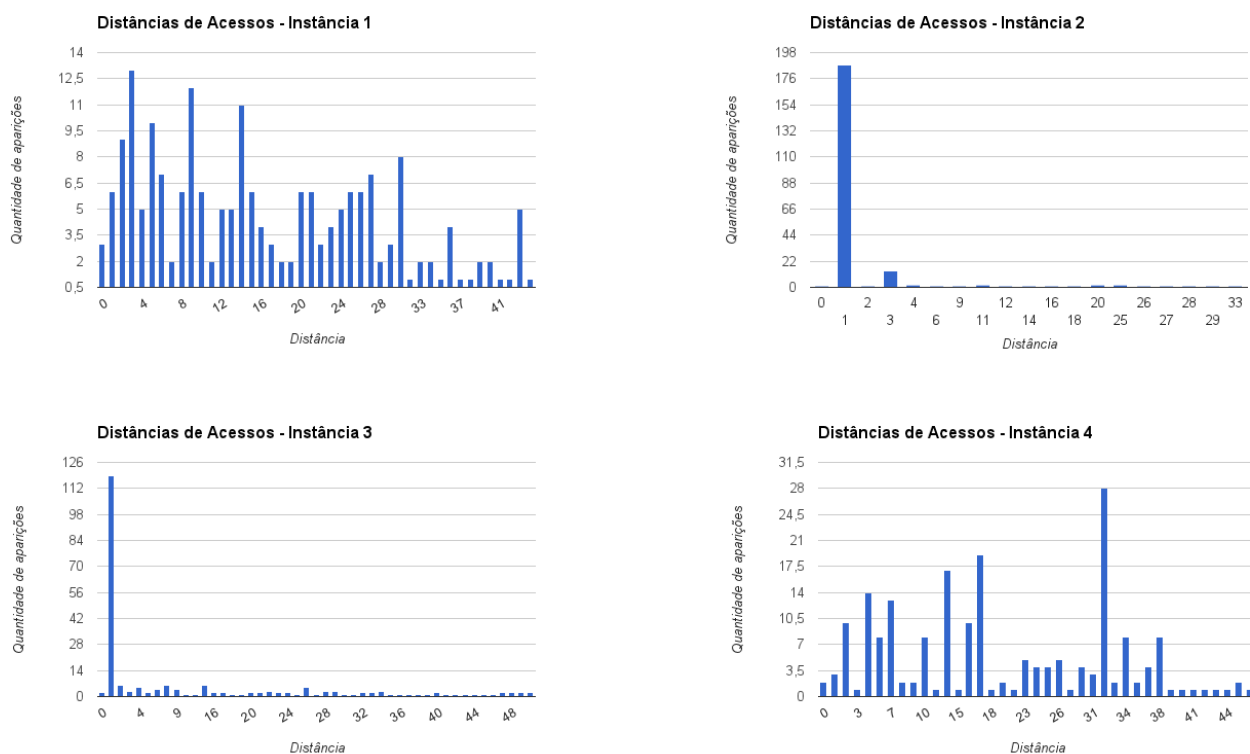 Distâncias de Acessos - Instância 1
Quantidade de aparições
14
12,5
11
9,5
8
6,5
5
3,5
2
0,5
0 4 8 12 16 20 24 28 33 37 41
Distância
Distâncias de Acessos - Instância 2
Quantidade de aparições
198
176
154
132
110
88
66
44
22
0
0 2 4 9 12 16 20 26 28 33
1 3 6 11 14 18 25 27 29
Distância
Distâncias de Acessos - Instância 3
Quantidade de aparições
126
112
98
84
70
56
42
28
14
0
0 4 9 16 20 24 28 32 36 40 44 48
Distância
Distâncias de Acessos - Instância 4
Quantidade de aparições
31,5
28
24,5
21
17,5
14
10,5
7
3,5
0
0 3 7 10 15 18 23 26 31 34 38 41 44
Distância